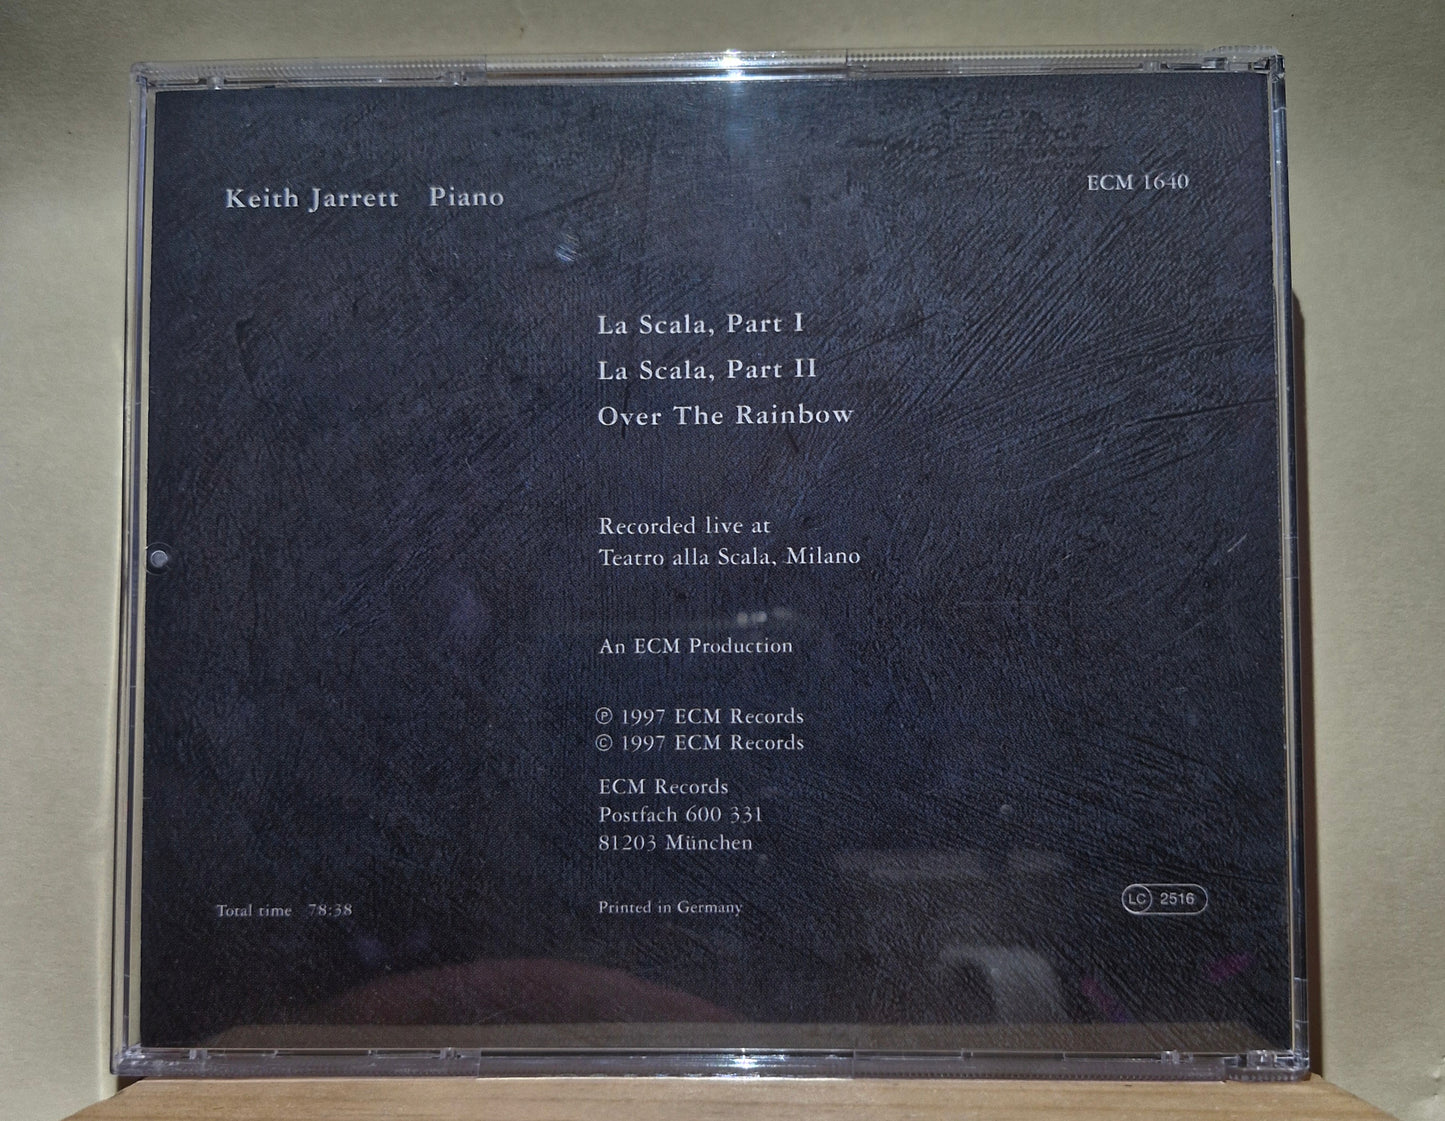 Keith Jarrett Piano
ECM 1640
La Scala, Part I
La Scala, Part II
Over The Rainbow
Recorded live at
Teatro alla Scala, Milano
An ECM Production
℗ 1997 ECM Records
© 1997 ECM Records
ECM Records
Postfach 600 331
81203 München
Total time 78:38
Printed in Germany
LC 2516